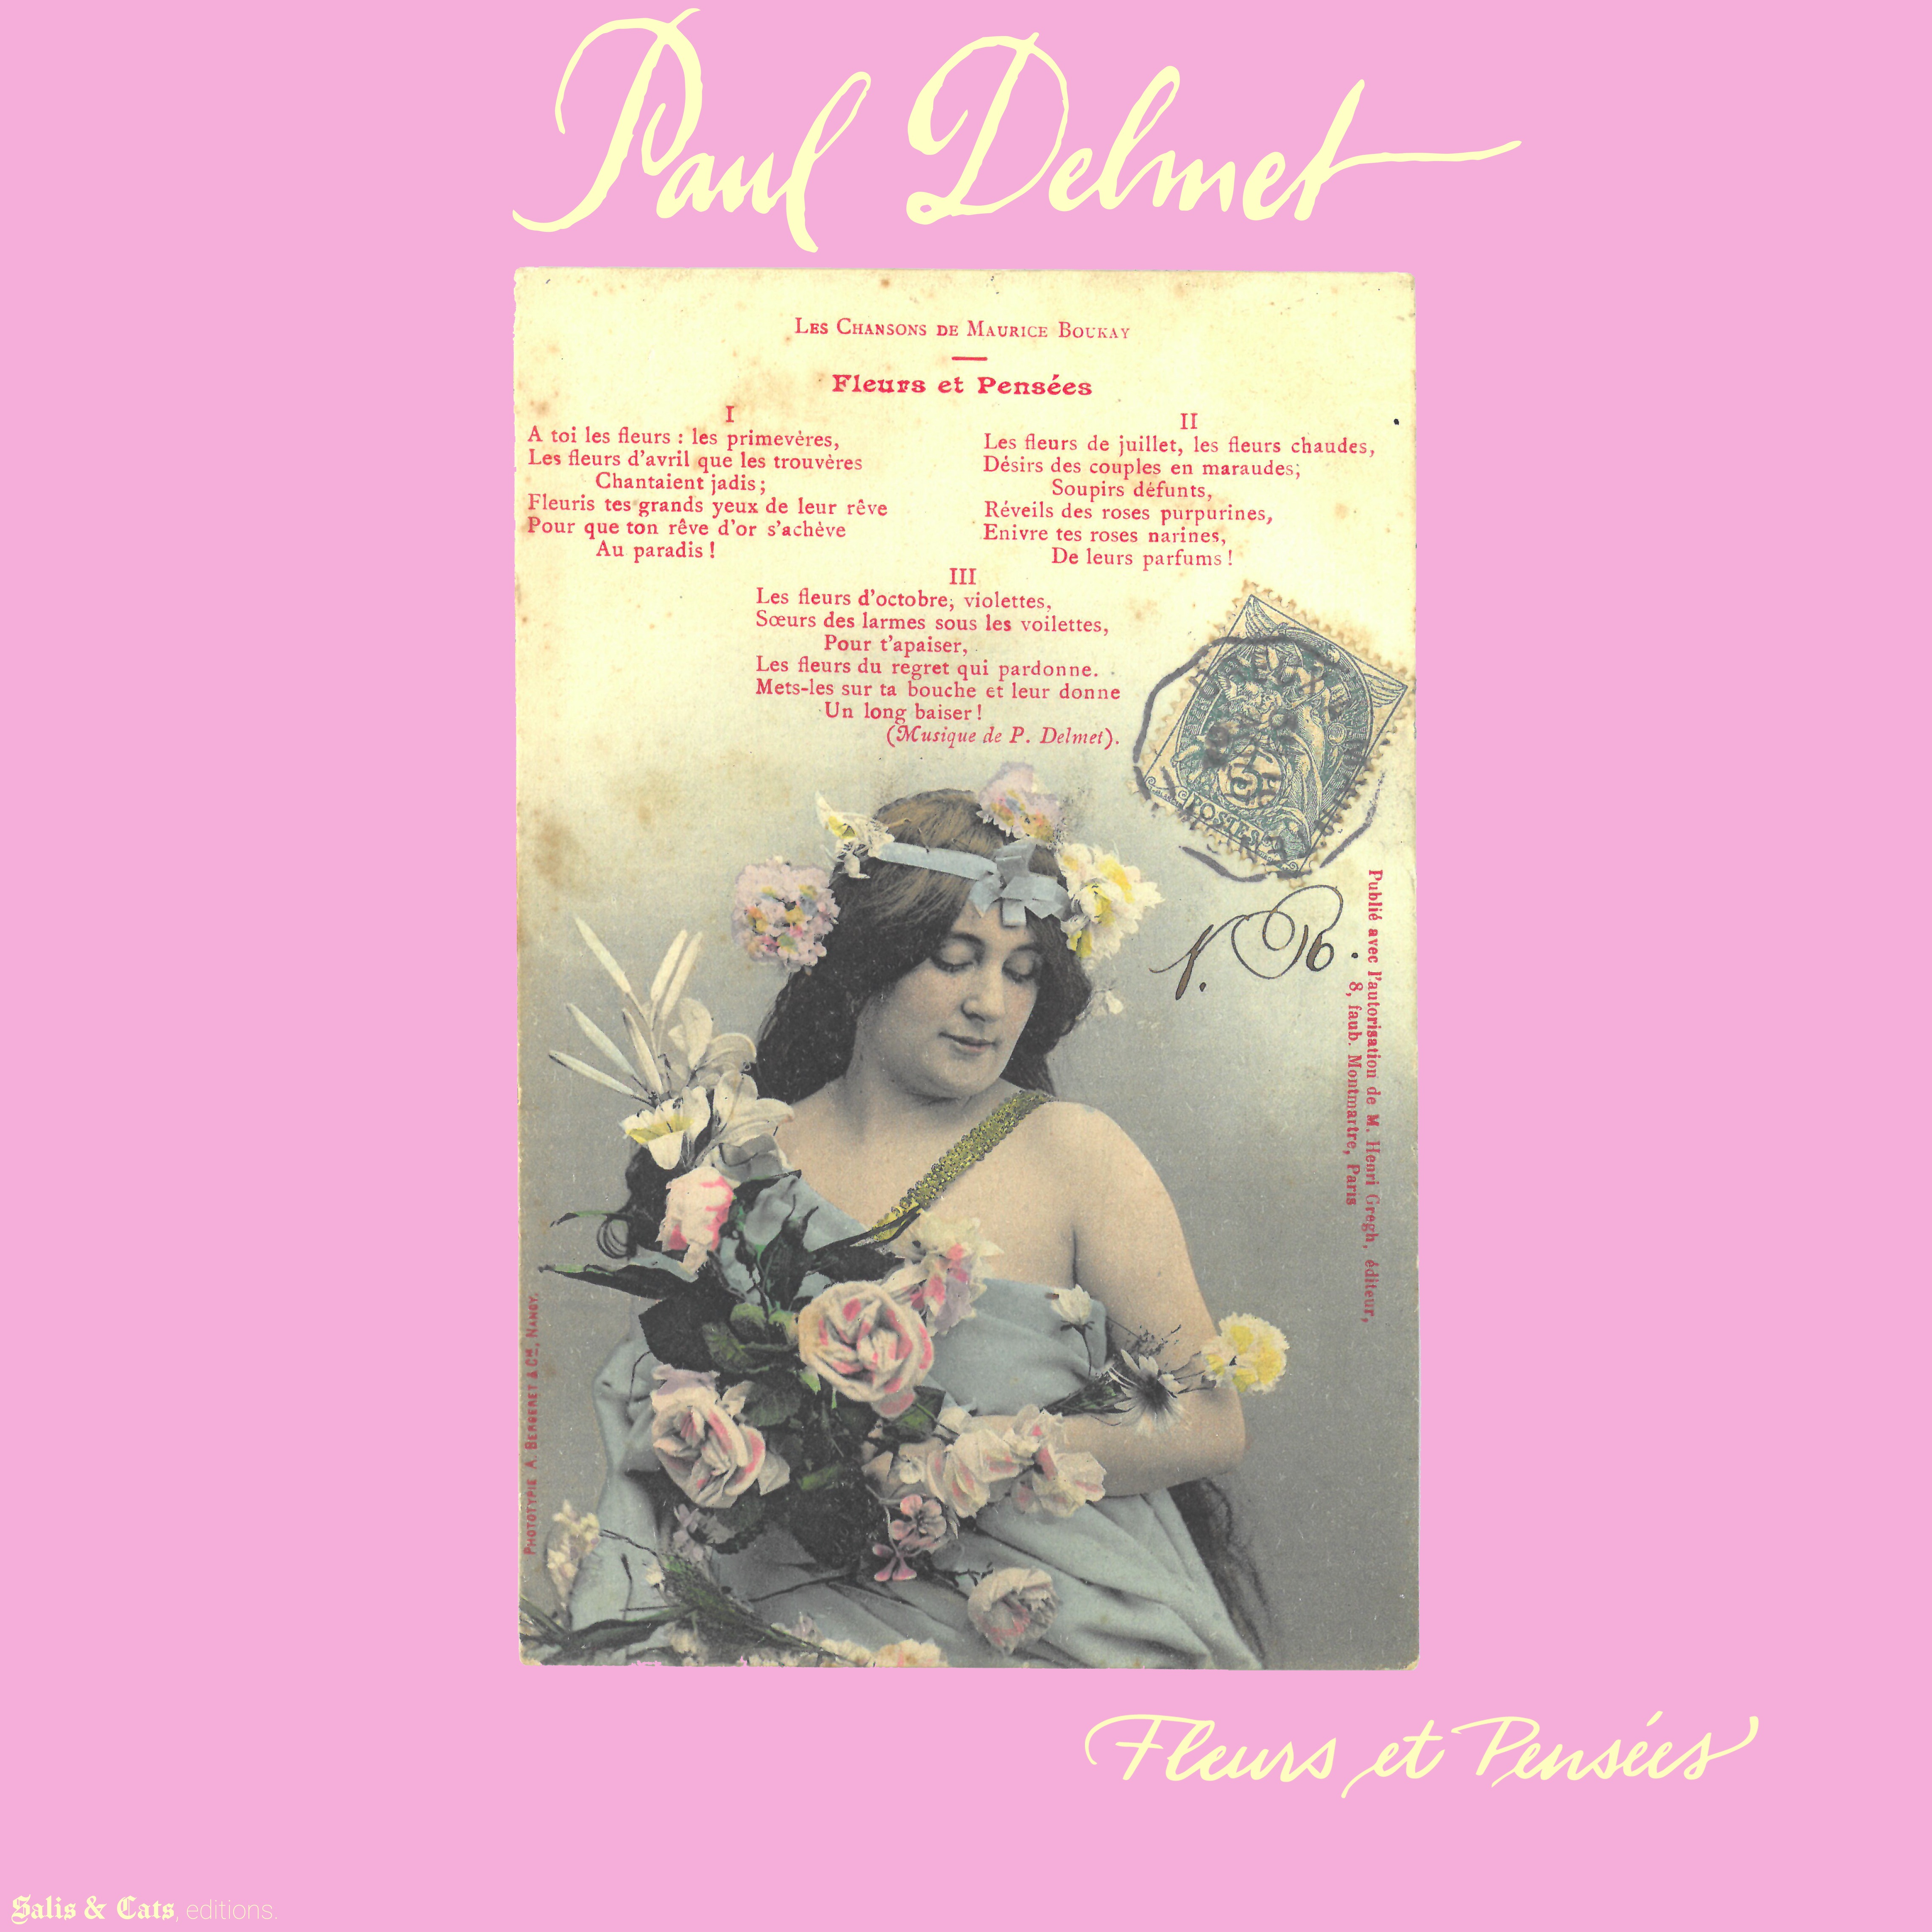 Paul Delmet
LES CHANSONS DE MAURICE BOUKAY
Fleurs et Pensées
I
A toi les fleurs : les primevères,
Les fleurs d'avril que les trouvères
Chantaient jadis ;
Fleuris tes grands yeux de leur rêve
Pour que ton rêve d'or s'achève
Au paradis !
II
Les fleurs de juillet, les fleurs chaudes,
Désirs des couples en maraudes;
Soupirs défunts,
Réveils des roses purpurines,
Enivre tes roses narines,
De leurs parfums !
III
Les fleurs d'octobre; violettes,
Sœurs des larmes sous les voilettes,
Pour t'apaiser,
Les fleurs du regret qui pardonne.
Mets-les sur ta bouche et leur donne
Un long baiser !
(Musique de P. Delmet).
POSTES
Publié avec l'autorisation de M. Henri Gregh, éditeur,
8, faub. Montmartre, Paris
PHOTOTYPIE A. BERGERET & Cie, NANCY.
Fleurs et Pensées
Salis & Cats, editions.